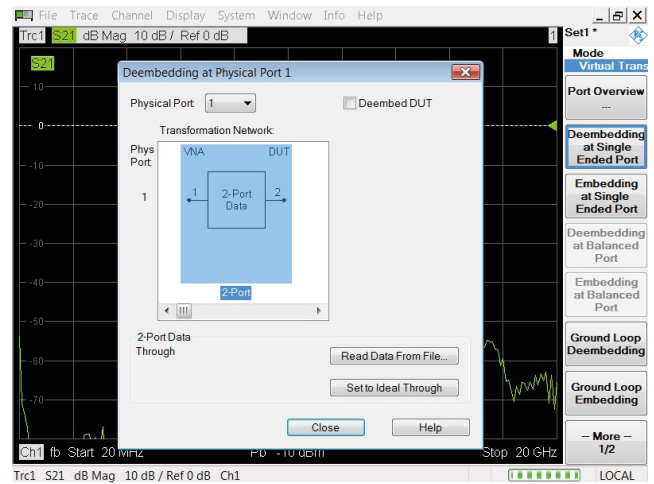 File Trace Channel Display System Window Info Help
Trc1 S21 dB Mag 10 dB / Ref 0 dB 1
Set1 *
S21
Mode
Virtual Trans
Deembedding at Physical Port 1
10
Port Overview
...
Physical Port 1 Deembed DUT
0
Deembedding
at Single
Ended Port
Transformation Network:
Phys
Port
VNA DUT
-10
1
1 2-Port
Data 2
Embedding
at Single
Ended Port
-20
Deembedding
at Balanced
Port
-30
-40
2-Port
Embedding
at Balanced
Port
-50
2-Port Data
Through
Read Data From File...
Ground Loop
Deembedding
-60
Set to Ideal Through
Ground Loop
Embedding
-70
Close Help
– More –
1/2
Ch1 fb Start 20 MHz Pb -10 dBm Stop 20 GHz
Trc1 S21 dB Mag 10 dB / Ref 0 dB Ch1 LOCAL